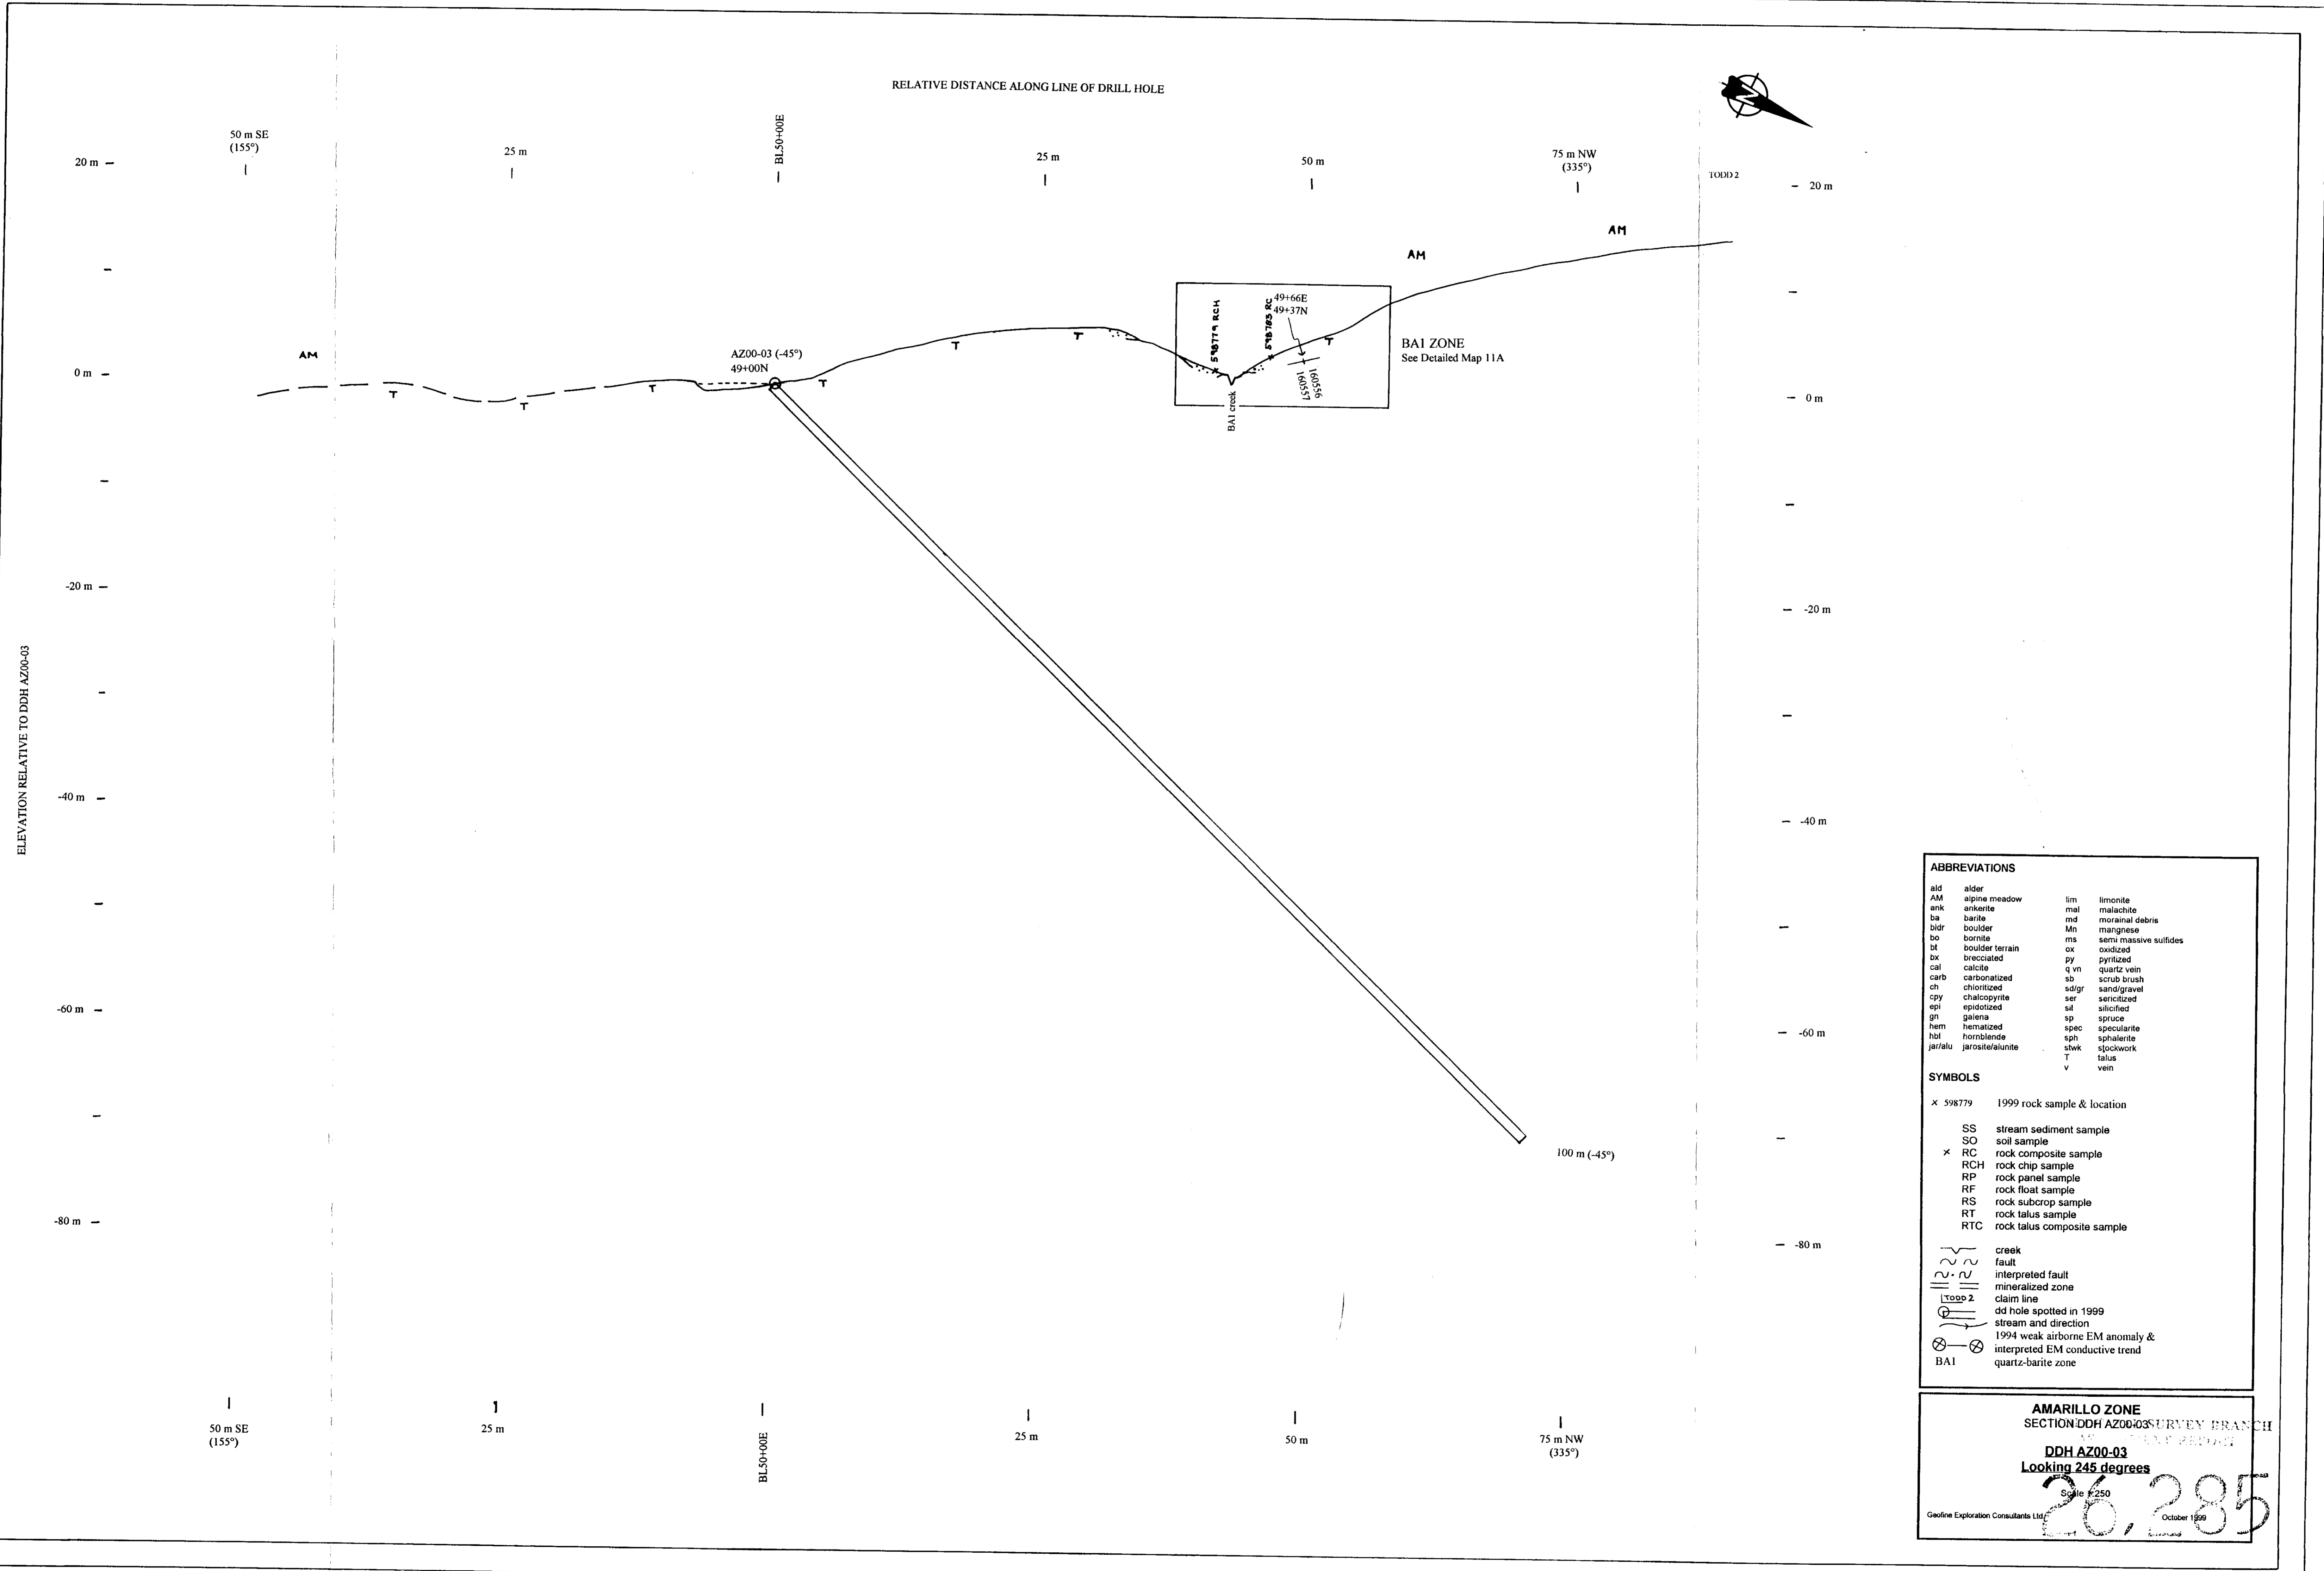 RELATIVE DISTANCE ALONG LINE OF DRILL HOLE
50 m SE
(155°)
25 m
BL50+00E
25 m
50 m
75 m NW
(335°)
TODD 2
20 m
20 m
AM
AM
AM
49+66E
49+37N
598779 RCH
598783 RC
160556
160557
T
T
T
T
T
T
T
T
BA1 creek
BA1 ZONE
See Detailed Map 11A
AZ00-03 (-45°)
49+00N
0 m
0 m
-20 m
-20 m
ELEVATION RELATIVE TO DDH AZ00-03
-40 m
-40 m
-60 m
-60 m
100 m (-45°)
-80 m
-80 m
50 m SE
(155°)
25 m
BL50+00E
25 m
50 m
75 m NW
(335°)
ABBREVIATIONS
ald alder
AM alpine meadow
ank ankerite
ba barite
bldr boulder
bo bornite
bt boulder terrain
bx brecciated
cal calcite
carb carbonatized
ch chloritized
cpy chalcopyrite
epi epidotized
gn galena
hem hematized
hbl hornblende
jar/alu jarosite/alunite
lim limonite
mal malachite
md morainal debris
Mn mangnese
ms semi massive sulfides
ox oxidized
py pyritized
q vn quartz vein
sb scrub brush
sd/gr sand/gravel
ser sericitized
sil silicified
sp spruce
spec specularite
sph sphalerite
stwk stockwork
T talus
v vein
SYMBOLS
x 598779 1999 rock sample & location
SS stream sediment sample
SO soil sample
x RC rock composite sample
RCH rock chip sample
RP rock panel sample
RF rock float sample
RS rock subcrop sample
RT rock talus sample
RTC rock talus composite sample
creek
fault
interpreted fault
mineralized zone
TODD 2 claim line
dd hole spotted in 1999
stream and direction
1994 weak airborne EM anomaly &
interpreted EM conductive trend
BA1 quartz-barite zone
AMARILLO ZONE
SECTION DDH AZ00-03
SURVEY BRANCH
REPORT
DDH AZ00-03
Looking 245 degrees
Scale 1:250
26,285
Geofine Exploration Consultants Ltd.
October 1999